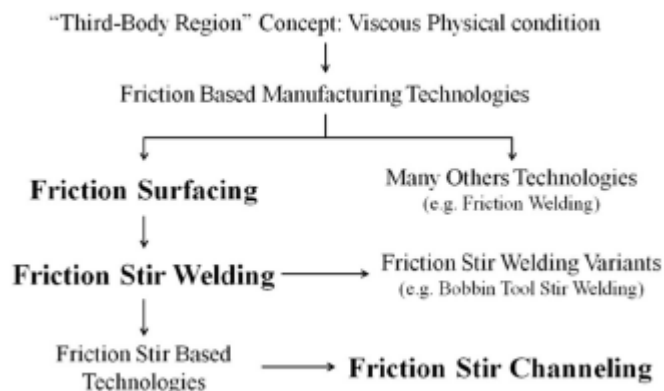 “Third-Body Region” Concept: Viscous Physical condition
Friction Based Manufacturing Technologies
Friction Surfacing
Many Others Technologies
(e.g. Friction Welding)
Friction Stir Welding
Friction Stir Welding Variants
(e.g. Bobbin Tool Stir Welding)
Friction Stir Based
Technologies
Friction Stir Channeling